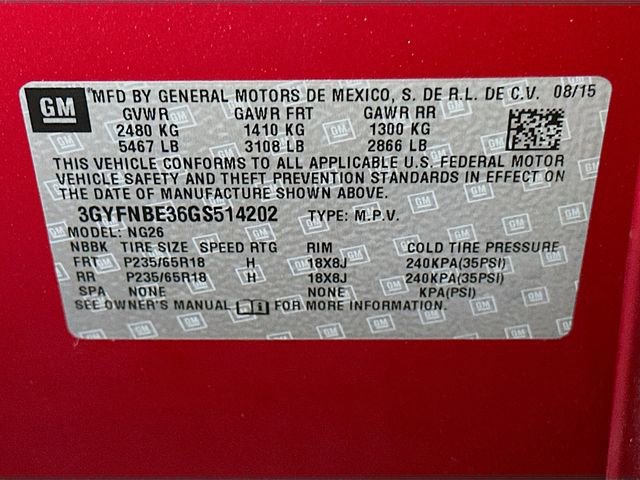 GM ® MFD BY GENERAL MOTORS DE MEXICO, S. DE R.L. DE C.V. 08/15
GVWR GAWR FRT GAWR RR
2480 KG 1410 KG 1300 KG
5467 LB 3108 LB 2866 LB
THIS VEHICLE CONFORMS TO ALL APPLICABLE U.S. FEDERAL MOTOR
VEHICLE SAFETY AND THEFT PREVENTION STANDARDS IN EFFECT ON
THE DATE OF MANUFACTURE SHOWN ABOVE.
3GYFNBE36GS514202 TYPE: M.P.V.
MODEL: NG26
NBBK TIRE SIZE SPEED RTG RIM COLD TIRE PRESSURE
FRT P235/65R18 H 18X8J 240KPA(35PSI)
RR P235/65R18 H 18X8J 240KPA(35PSI)
SPA NONE NONE KPA(PSI)
SEE OWNER'S MANUAL FOR MORE INFORMATION.